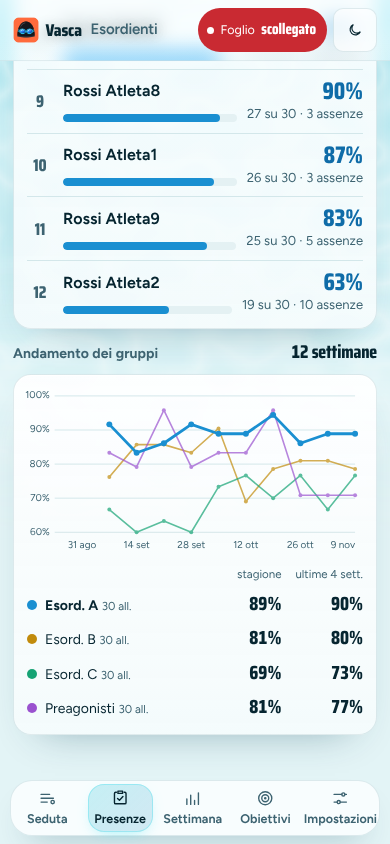 Vasca Esordienti
Foglio scollegato
9 Rossi Atleta8 90%
27 su 30 · 3 assenze
10 Rossi Atleta1 87%
26 su 30 · 3 assenze
11 Rossi Atleta9 83%
25 su 30 · 5 assenze
12 Rossi Atleta2 63%
19 su 30 · 10 assenze
Andamento dei gruppi 12 settimane
100%
90%
80%
70%
60%
31 ago 14 set 28 set 12 ott 26 ott 9 nov
stagione ultime 4 sett.
Esord. A 30 all. 89% 90%
Esord. B 30 all. 81% 80%
Esord. C 30 all. 69% 73%
Preagonisti 30 all. 81% 77%
Seduta Presenze Settimana Obiettivi Impostazioni